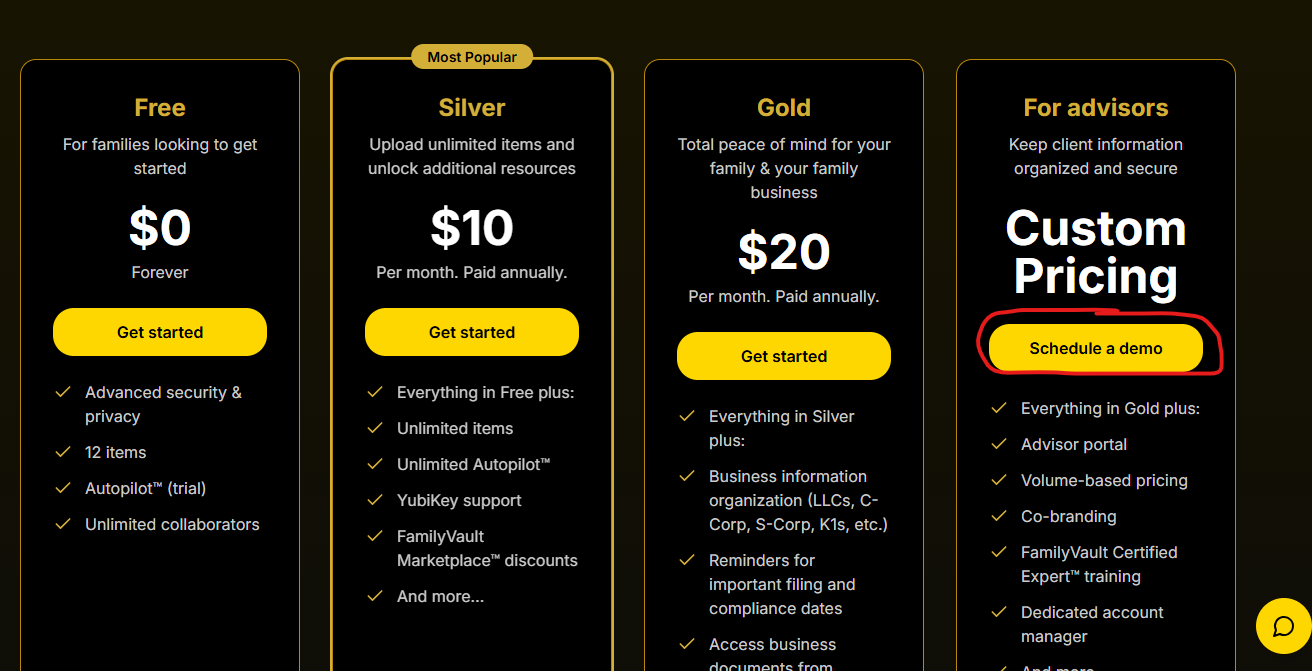 Most Popular
Free
For families looking to get
started
$0
Forever
Get started
Advanced security &
privacy
12 items
Autopilot™ (trial)
Unlimited collaborators
Silver
Upload unlimited items and
unlock additional resources
$10
Per month. Paid annually.
Get started
Everything in Free plus:
Unlimited items
Unlimited Autopilot™
YubiKey support
FamilyVault
Marketplace™ discounts
And more...
Gold
Total peace of mind for your
family & your family
business
$20
Per month. Paid annually.
Get started
Everything in Silver
plus:
Business information
organization (LLCs, C-
Corp, S-Corp, K1s, etc.)
Reminders for
important filing and
compliance dates
Access business
documents from
For advisors
Keep client information
organized and secure
Custom
Pricing
Schedule a demo
Everything in Gold plus:
Advisor portal
Volume-based pricing
Co-branding
FamilyVault Certified
Expert™ training
Dedicated account
manager
And more